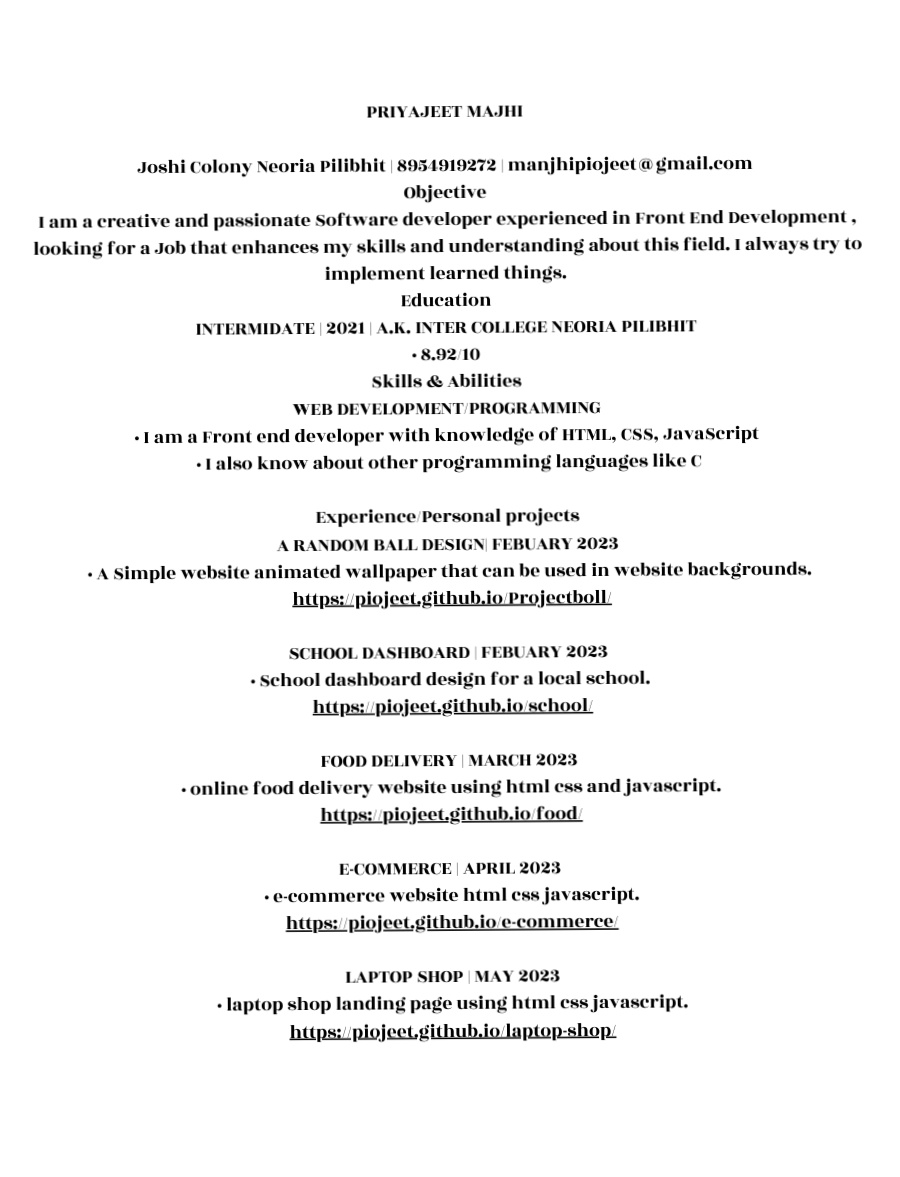 PRIYAJEET MAJHI
Joshi Colony Neoria Pilibhit | 8954919272 | manjhipiojeet@gmail.com
Objective
I am a creative and passionate Software developer experienced in Front End Development ,
looking for a Job that enhances my skills and understanding about this field. I always try to
implement learned things.
Education
INTERMIDATE | 2021 | A.K. INTER COLLEGE NEORIA PILIBHIT
• 8.92/10
Skills & Abilities
WEB DEVELOPMENT/PROGRAMMING
• I am a Front end developer with knowledge of HTML, CSS, JavaScript
• I also know about other programming languages like C
Experience/Personal projects
A RANDOM BALL DESIGN| FEBUARY 2023
• A Simple website animated wallpaper that can be used in website backgrounds.
https://piojeet.github.io/Projectboll/
SCHOOL DASHBOARD | FEBUARY 2023
• School dashboard design for a local school.
https://piojeet.github.io/school/
FOOD DELIVERY | MARCH 2023
• online food delivery website using html css and javascript.
https://piojeet.github.io/food/
E-COMMERCE | APRIL 2023
• e-commerce website html css javascript.
https://piojeet.github.io/e-commerce/
LAPTOP SHOP | MAY 2023
• laptop shop landing page using html css javascript.
https://piojeet.github.io/laptop-shop/